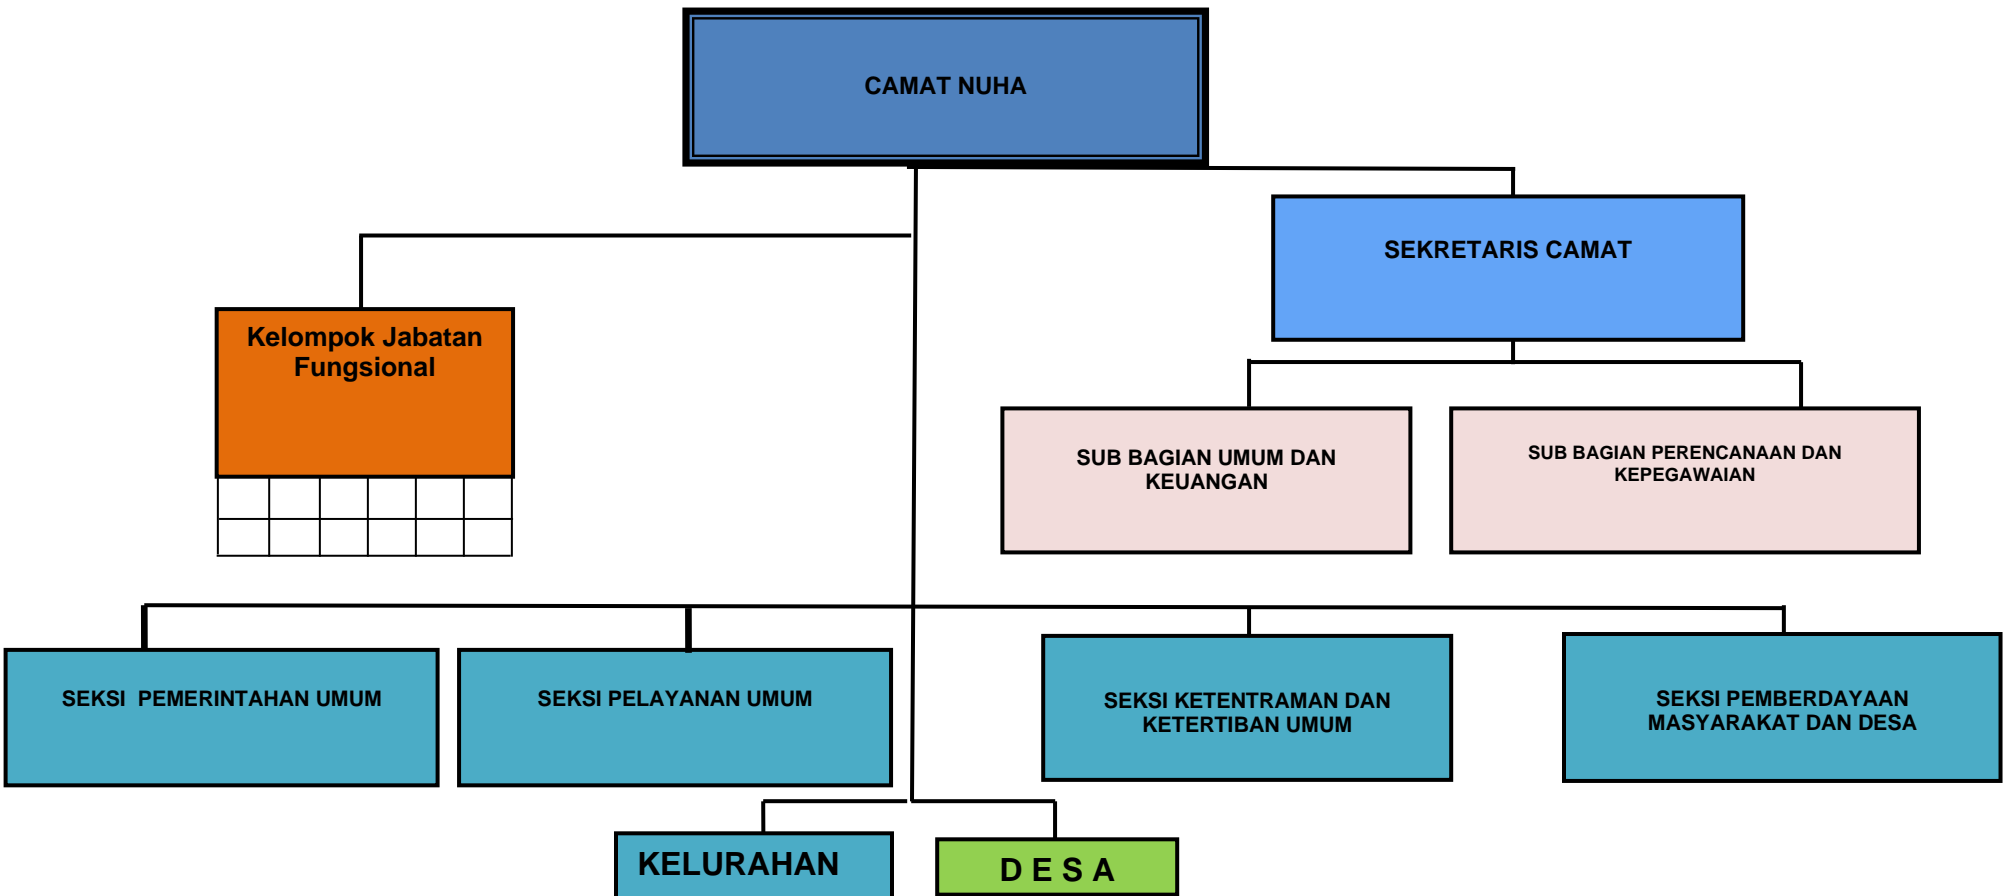 CAMAT NUHA
SEKRETARIS CAMAT
Kelompok Jabatan
Fungsional
SUB BAGIAN UMUM DAN
KEUANGAN
SUB BAGIAN PERENCANAAN DAN
KEPEGAWAIAN
SEKSI  PEMERINTAHAN UMUM
SEKSI PELAYANAN UMUM
SEKSI KETENTRAMAN DAN
KETERTIBAN UMUM
SEKSI PEMBERDAYAAN
MASYARAKAT DAN DESA
KELURAHAN
D E S A